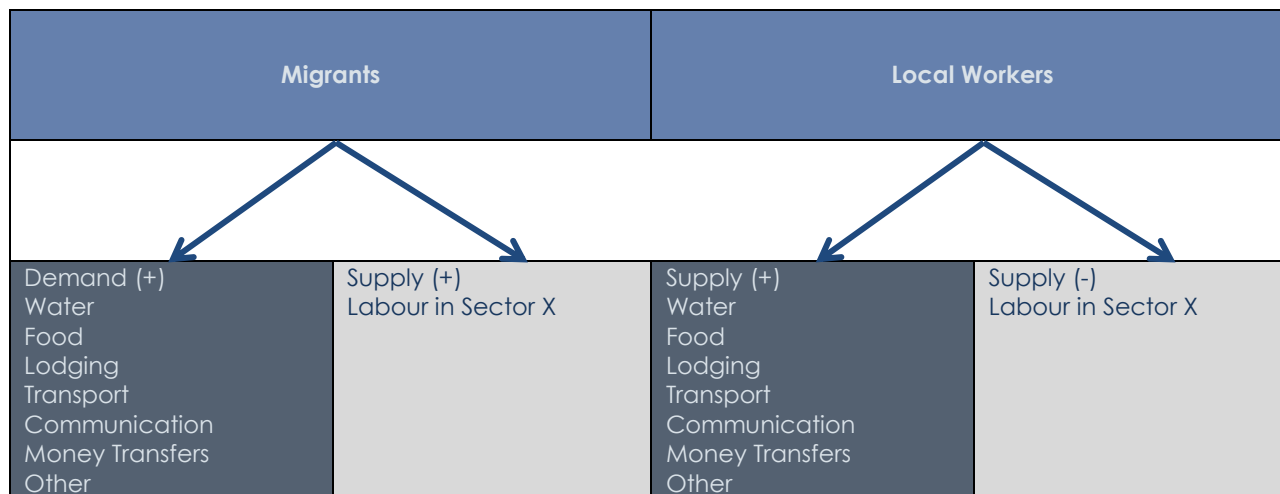 Migrants
Local Workers
Demand (+)
Water
Food
Lodging
Transport
Communication
Money Transfers
Other
Supply (+)
Labour in Sector X
Supply (+)
Water
Food
Lodging
Transport
Communication
Money Transfers
Other
Supply (-)
Labour in Sector X